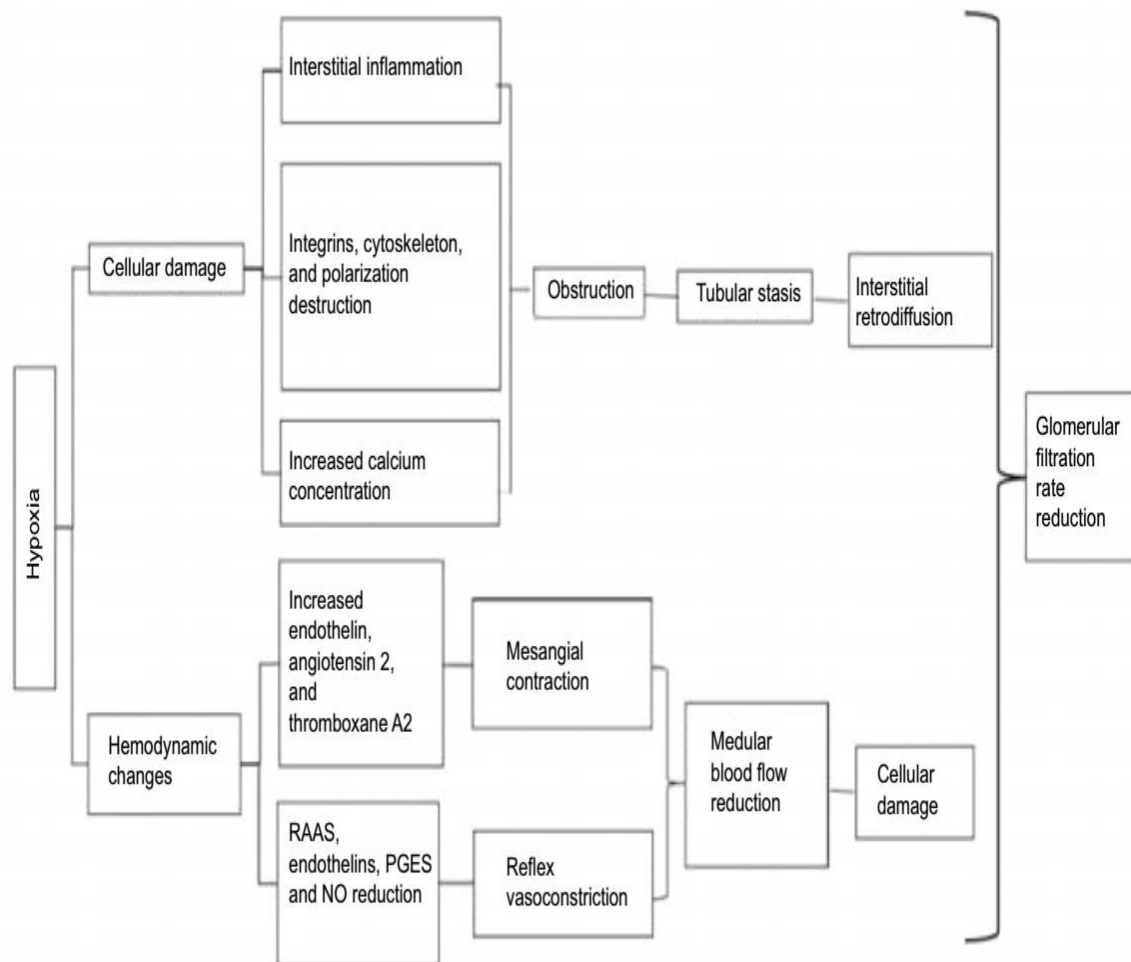 Hypoxia
Cellular damage
Interstitial inflammation
Integrins, cytoskeleton,
and polarization
destruction
Increased calcium
concentration
Obstruction
Tubular stasis
Interstitial
retrodiffusion
Hemodynamic
changes
Increased
endothelin,
angiotensin 2,
and
thromboxane A2
Mesangial
contraction
RAAS,
endothelins, PGES
and NO reduction
Reflex
vasoconstriction
Medular
blood flow
reduction
Cellular
damage
Glomerular
filtration
rate
reduction